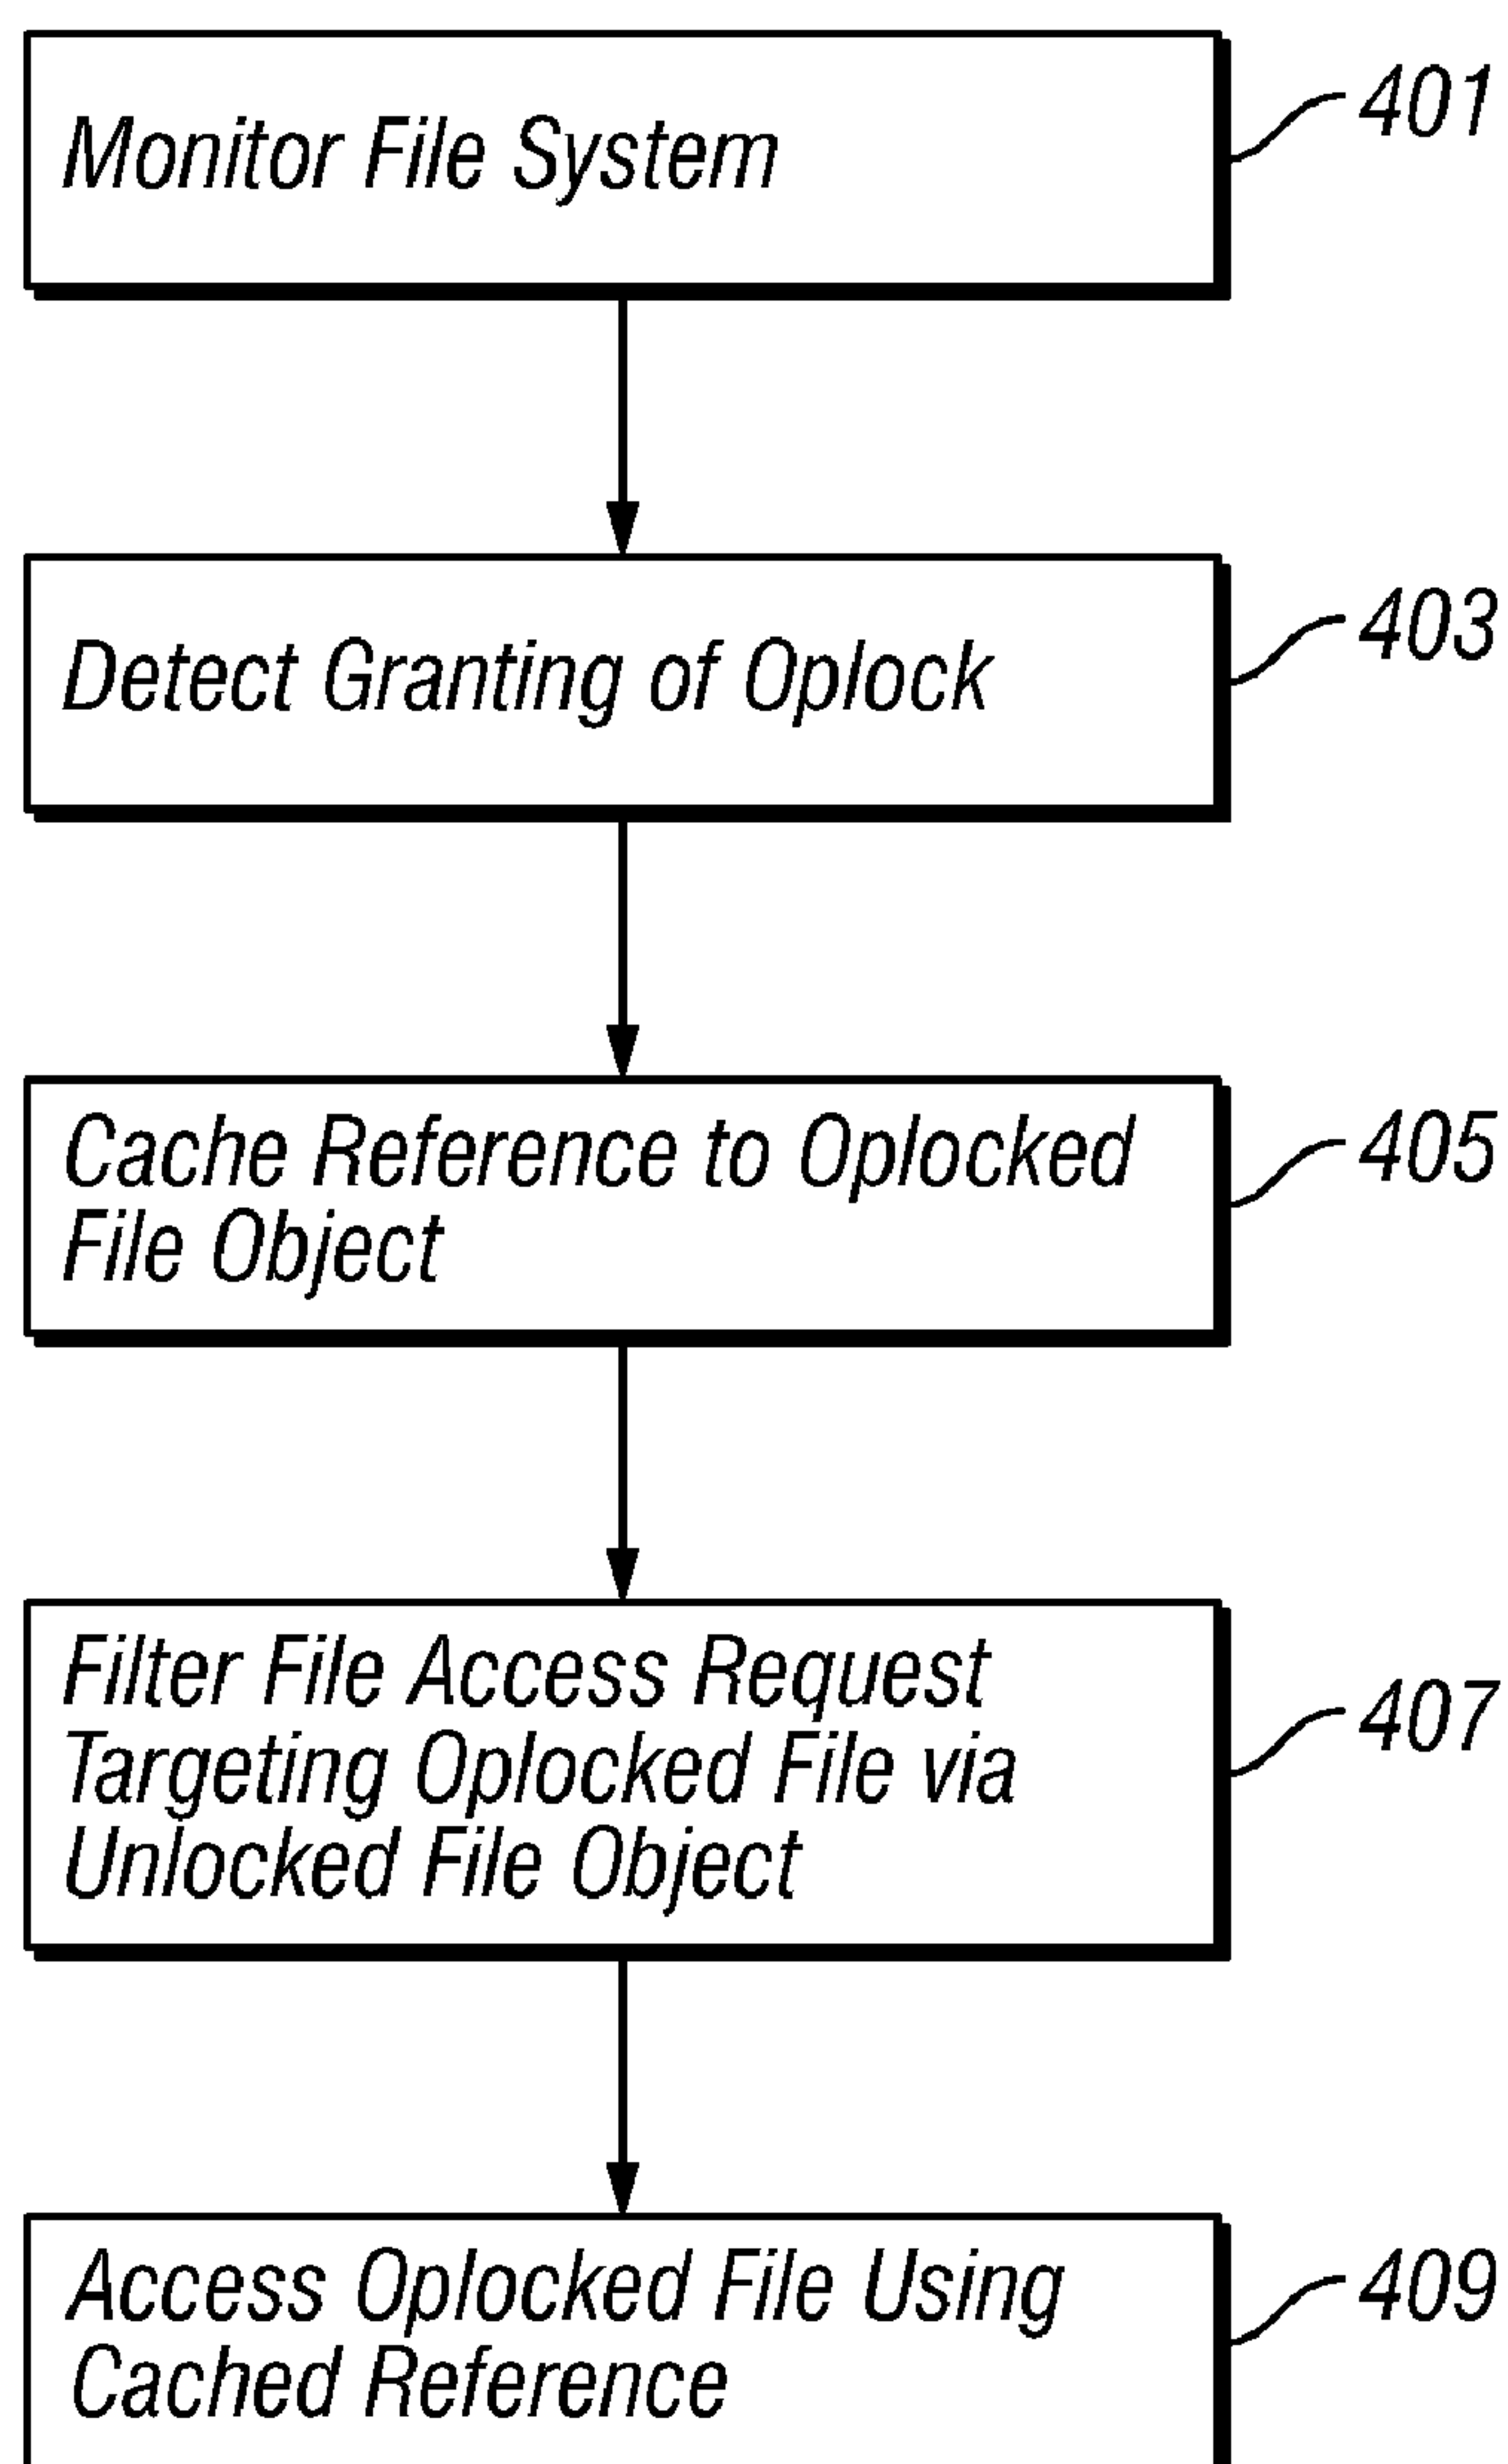 Monitor File System
401
Detect Granting of Oplock
403
Cache Reference to Oplocked
File Object
405
Filter File Access Request
Targeting Oplocked File via
Unlocked File Object
407
Access Oplocked File Using
Cached Reference
409